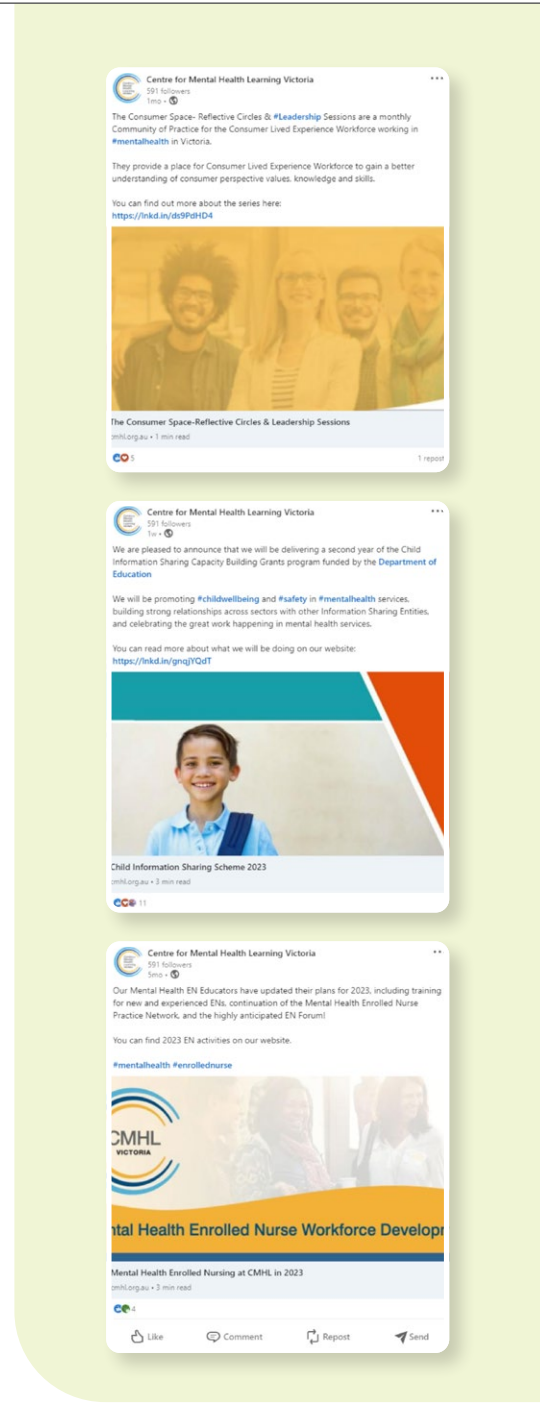 Centre for Mental Health Learning Victoria
591 followers
1mo •
The Consumer Space- Reflective Circles & #Leadership Sessions are a monthly
Community of Practice for the Consumer Lived Experience Workforce working in
#mentalhealth in Victoria.
They provide a place for Consumer Lived Experience Workforce to gain a better
understanding of consumer perspective values, knowledge and skills.
You can find out more about the series here:
https://lnkd.in/ds9PdHD4
The Consumer Space-Reflective Circles & Leadership Sessions
cmhl.org.au • 1 min read
5
1 repost
Centre for Mental Health Learning Victoria
591 followers
1w •
We are pleased to announce that we will be delivering a second year of the Child
Information Sharing Capacity Building Grants program funded by the Department of
Education
We will be promoting #childwellbeing and #safety in #mentalhealth services,
building strong relationships across sectors with other Information Sharing Entities,
and celebrating the great work happening in mental health services.
You can read more about what we will be doing on our website:
https://lnkd.in/gnqjYQdT
Child Information Sharing Scheme 2023
cmhl.org.au • 3 min read
11
Centre for Mental Health Learning Victoria
591 followers
5mo •
Our Mental Health EN Educators have updated their plans for 2023, including training
for new and experienced ENs, continuation of the Mental Health Enrolled Nurse
Practice Network, and the highly anticipated EN Forum!
You can find 2023 EN activities on our website.
#mentalhealth #enrollednurse
CMHL
VICTORIA
ntal Health Enrolled Nurse Workforce Developr
Mental Health Enrolled Nursing at CMHL in 2023
cmhl.org.au • 3 min read
4
Like Comment Repost Send